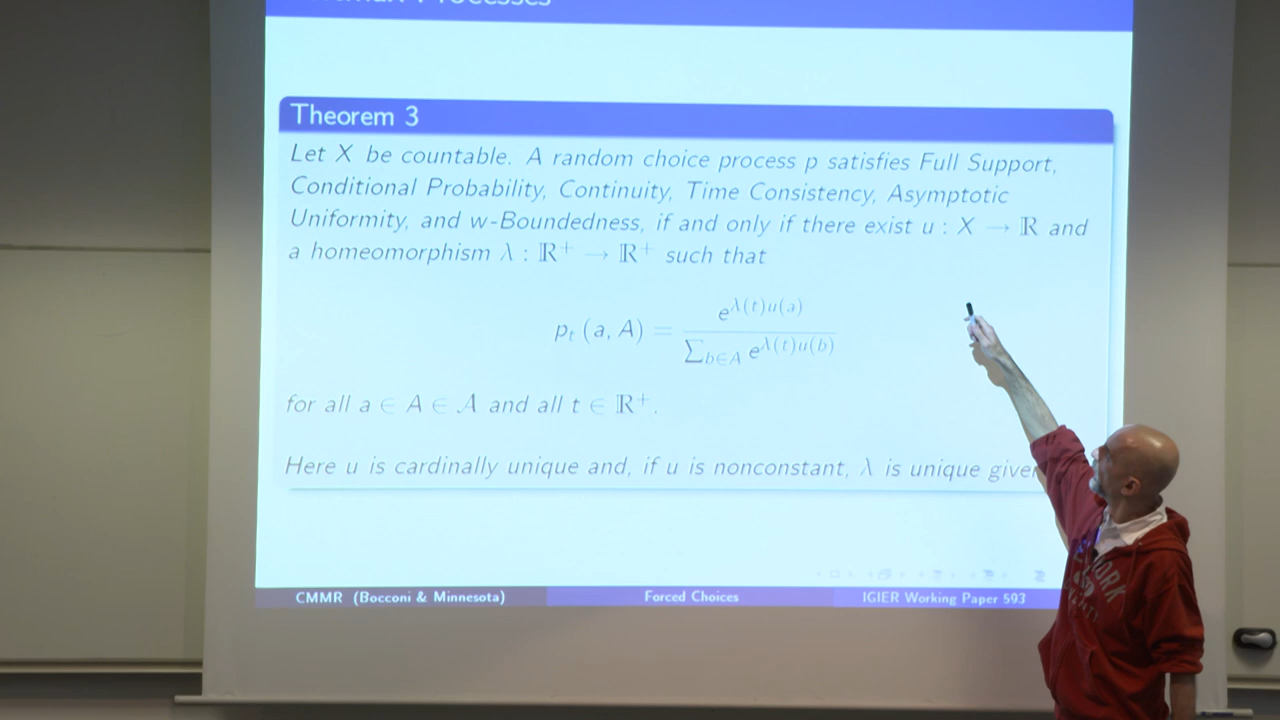 Processes
Theorem 3
Let X be countable. A random choice process p satisfies Full Support,
Conditional Probability, Continuity, Time Consistency, Asymptotic
Uniformity, and w-Boundedness, if and only if there exist u : X → ℝ and
a homeomorphism λ : ℝ⁺ → ℝ⁺ such that
pₜ (a, A) = e^{λ(t)u(a)} / ∑_{b∈A} e^{λ(t)u(b)}
for all a ∈ A ∈ 𝒜 and all t ∈ ℝ⁺.
Here u is cardinally unique and, if u is nonconstant, λ is unique given
CMMR (Bocconi & Minnesota) Forced Choices IGIER Working Paper 593